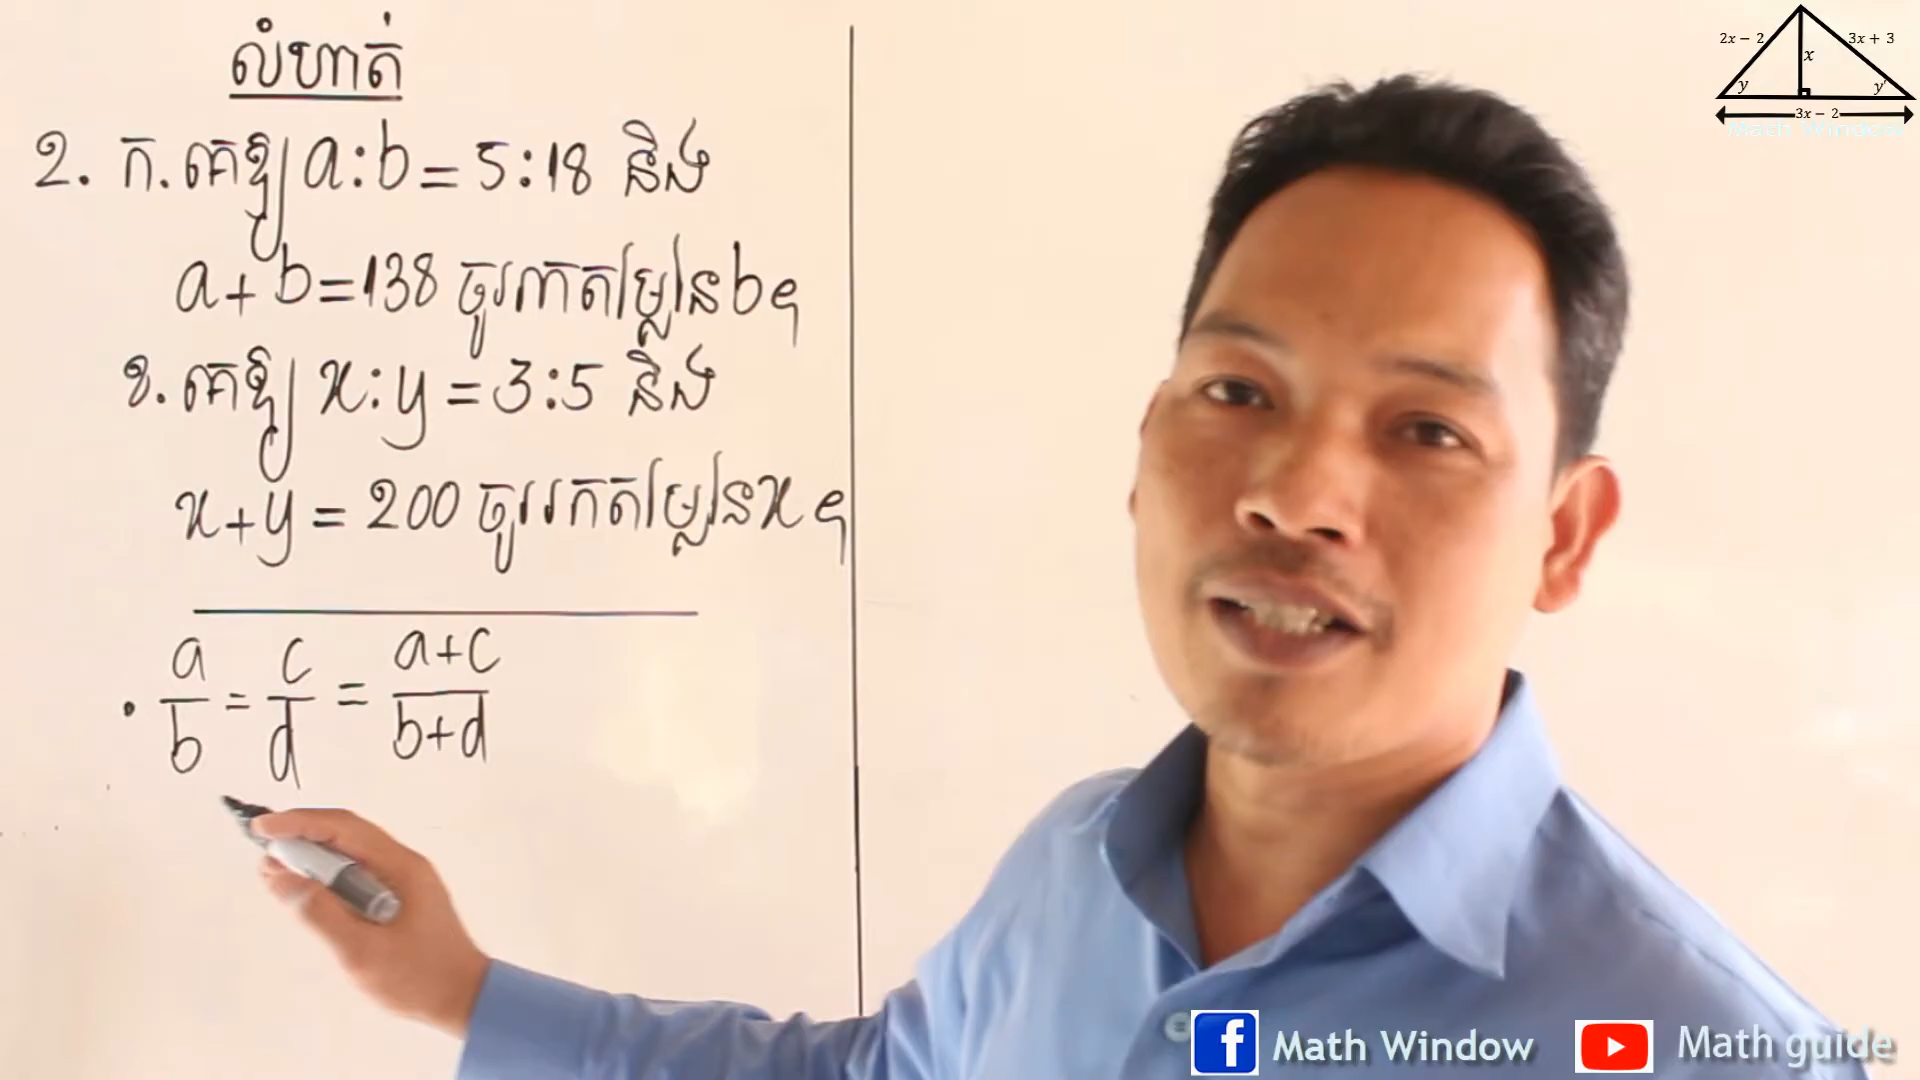 លំហាត់
2. ក. គេឱ្យ a:b = 5:18 និង
a+b=138 ចូររកតម្លៃនៃ b ។
ខ. គេឱ្យ x:y = 3:5 និង
x+y = 200 ចូររកតម្លៃនៃ x ។
• a/b = c/d = a+c/b+d
2x − 2
3x + 3
x
y
y'
3x − 2
Math Window
Math Window
Math guide